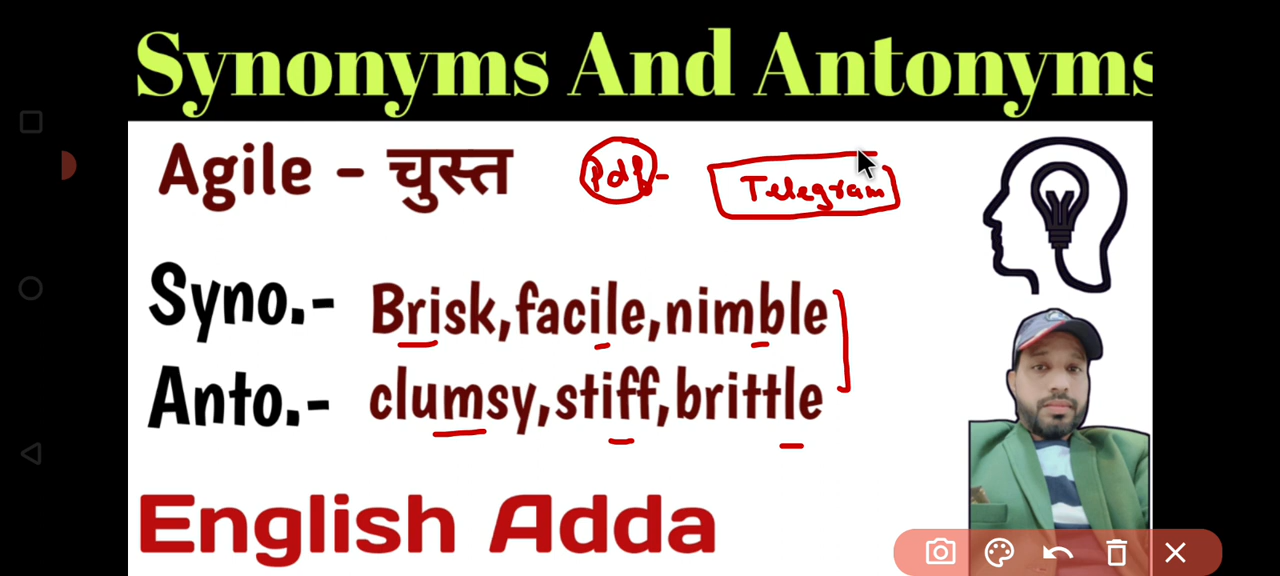 Synonyms And Antonyms
Agile - चुस्त
Pdf-
Telegram
Syno.- Brisk,facile,nimble
Anto.- clumsy,stiff,brittle
English Adda